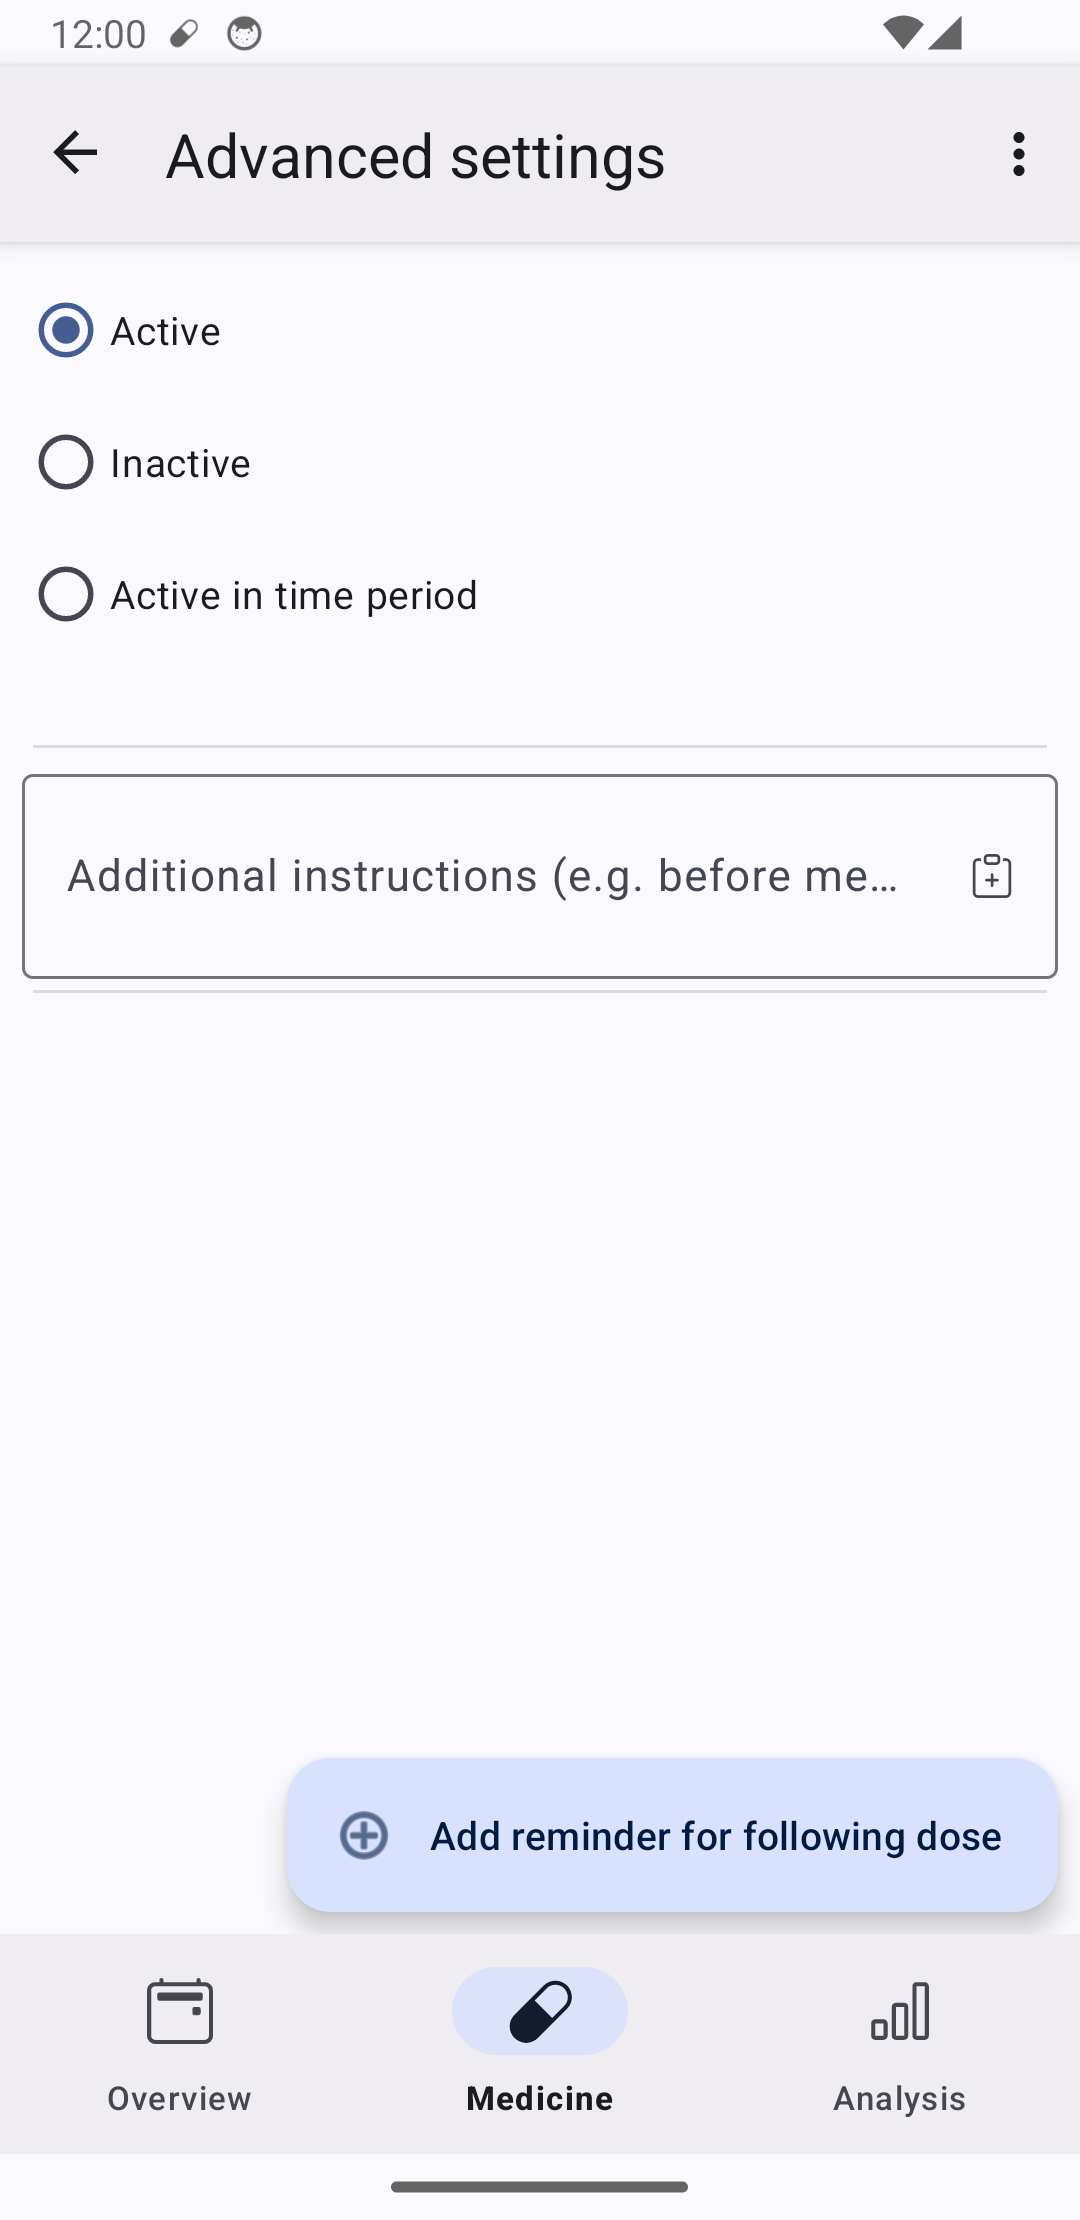 12:00
Advanced settings
Active
Inactive
Active in time period
Additional instructions (e.g. before me...
Add reminder for following dose
Overview
Medicine
Analysis